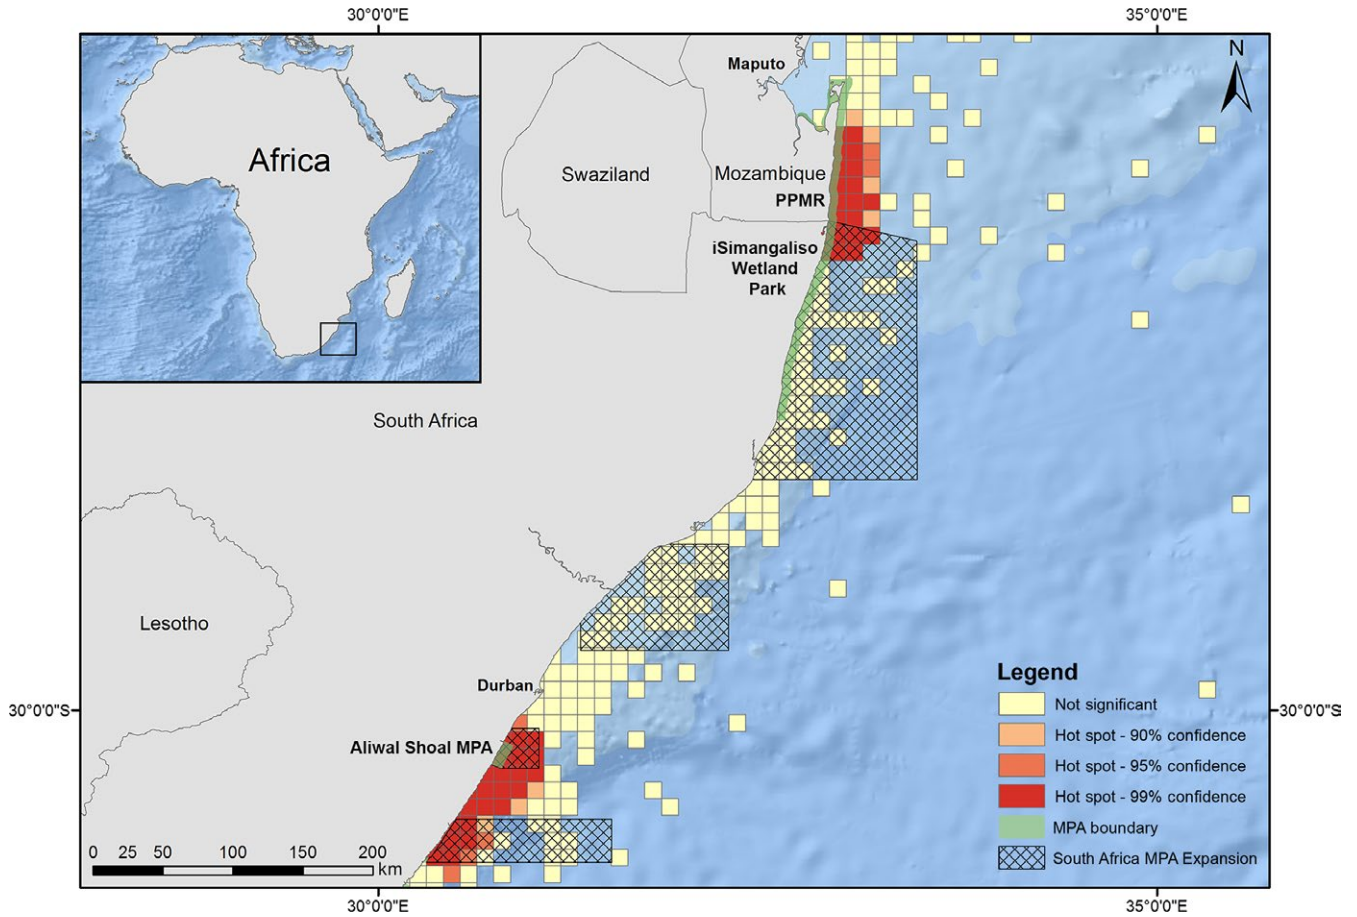 30°0'0"E
35°0'0"E
N
Maputo
Africa
Swaziland
Mozambique
PPMR
iSimangaliso
Wetland
Park
South Africa
Lesotho
Legend
Durban
Not significant
30°0'0"S
30°0'0"S
Hot spot - 90% confidence
Aliwal Shoal MPA
Hot spot - 95% confidence
Hot spot - 99% confidence
MPA boundary
0 25 50 100 150 200
km
South Africa MPA Expansion
30°0'0"E
35°0'0"E